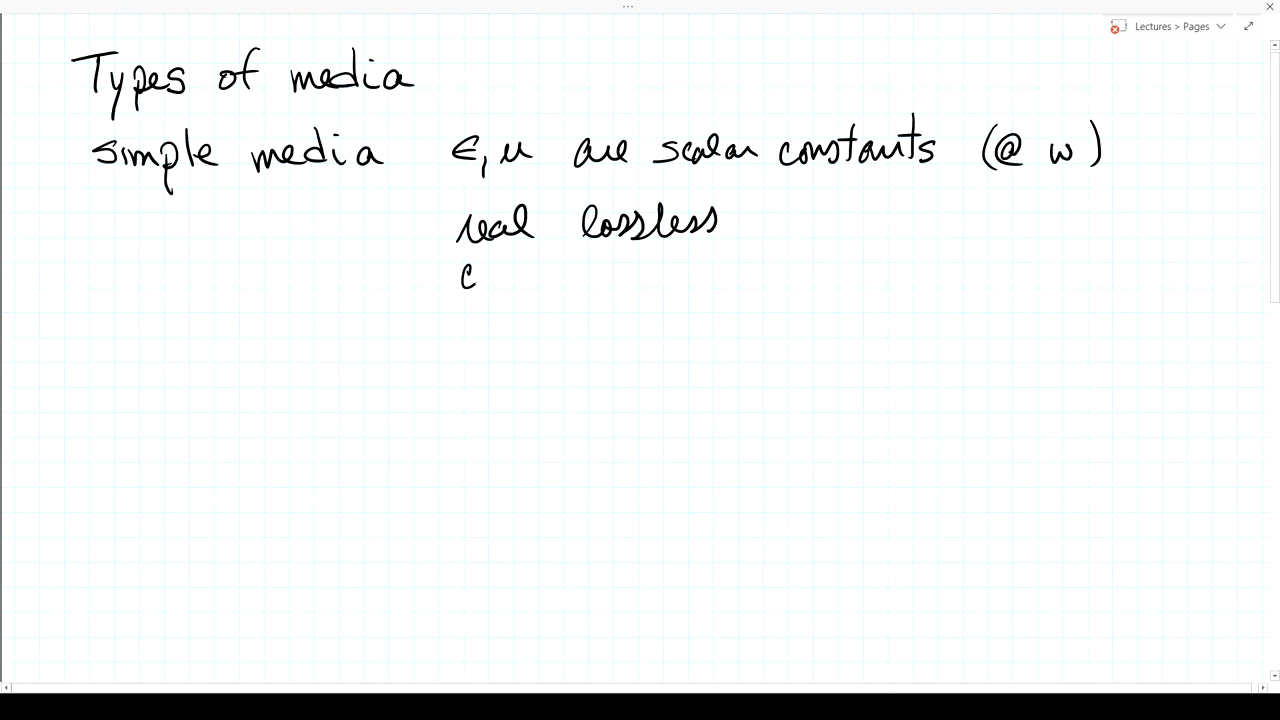 Lectures > Pages
Types of media
simple media ϵ, μ are scalar constants (@ ω)
real lossless
C